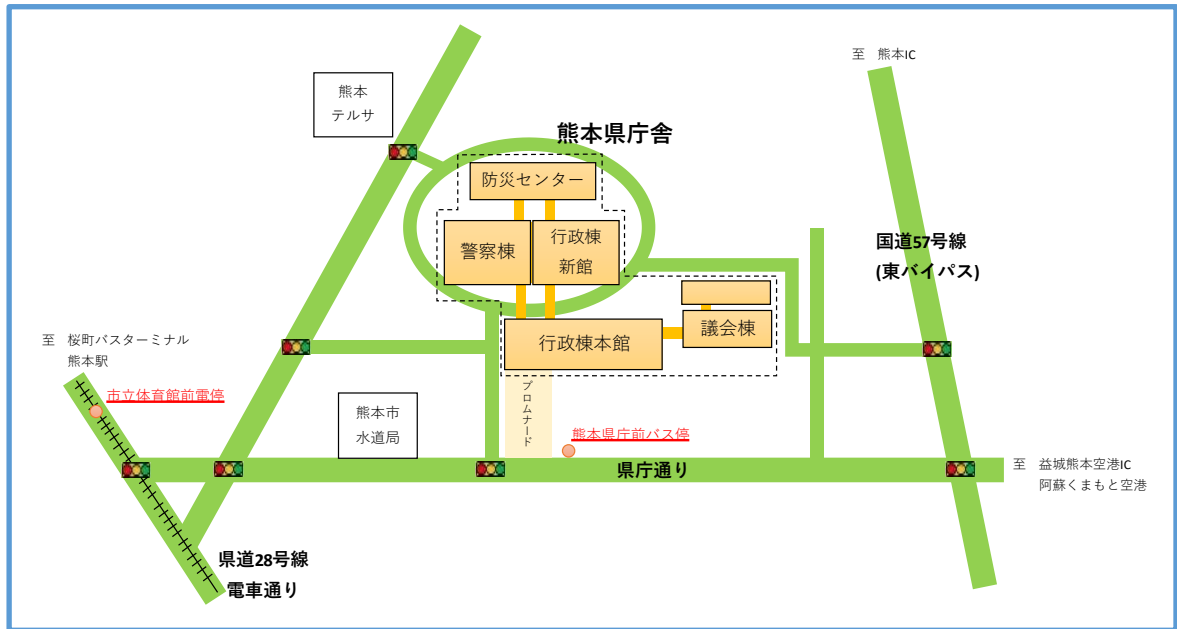 至 熊本IC
熊本
テルサ
熊本県庁舎
防災センター
警察棟
行政棟
新館
国道57号線
(東バイパス)
議会棟
行政棟本館
至 桜町バスターミナル
熊本駅
市立体育館前電停
プロムナード
熊本市
水道局
熊本県庁前バス停
県庁通り
至 益城熊本空港IC
阿蘇くまもと空港
県道28号線
電車通り